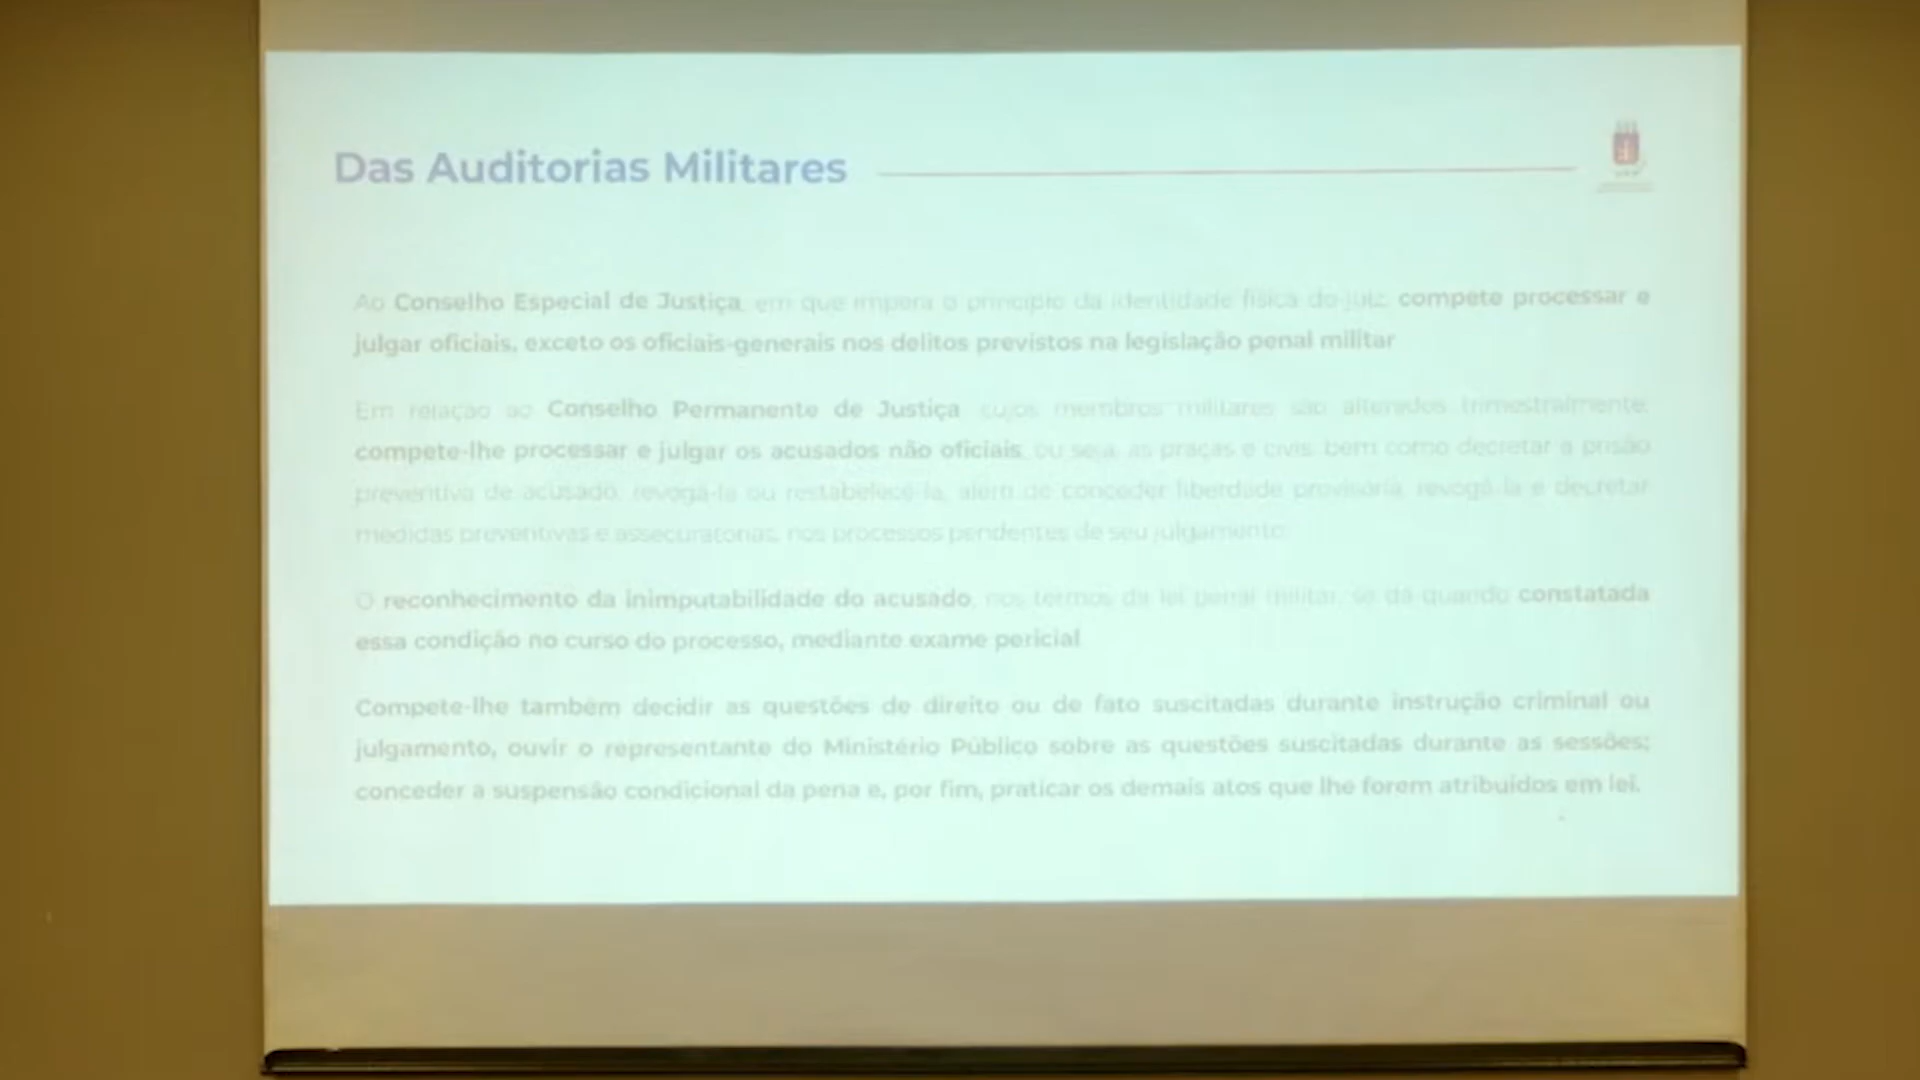 Das Auditorias Militares
Ao Conselho Especial de Justiça, em que impera o princípio da identidade física do juiz, compete processar e
julgar oficiais, exceto os oficiais-generais nos delitos previstos na legislação penal militar
Em relação ao Conselho Permanente de Justiça cujos membros militares são alterados trimestralmente,
compete-lhe processar e julgar os acusados não oficiais, ou seja, as praças e civis, bem como decretar a prisão
preventiva de acusado, revogá-la ou restabelecê-la, além de conceder liberdade provisória, revogá-la e decretar
medidas preventivas e assecuratórias, nos processos pendentes de seu julgamento
O reconhecimento da inimputabilidade do acusado, nos termos da lei penal militar, se dá quando constatada
essa condição no curso do processo, mediante exame pericial
Compete-lhe também decidir as questões de direito ou de fato suscitadas durante instrução criminal ou
julgamento, ouvir o representante do Ministério Público sobre as questões suscitadas durante as sessões;
conceder a suspensão condicional da pena e, por fim, praticar os demais atos que lhe forem atribuídos em lei.